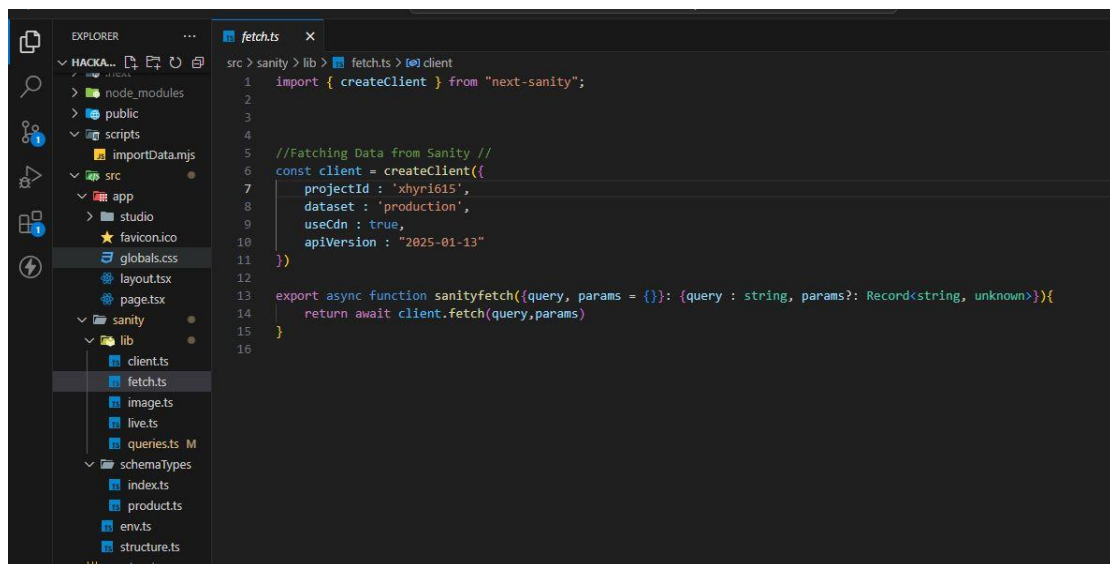 EXPLORER
fetch.ts
HACKA...
src > sanity > lib > fetch.ts > client
.next
node_modules
public
scripts
importData.mjs
src
app
studio
favicon.ico
globals.css
layout.tsx
page.tsx
sanity
lib
client.ts
fetch.ts
image.ts
live.ts
queries.ts M
schemaTypes
index.ts
product.ts
env.ts
structure.ts
1
1
1 import { createClient } from "next-sanity";
2
3
4
5 //Fatching Data from Sanity //
6 const client = createClient({
7 projectId : 'xhyri615',
8 dataset : 'production',
9 useCdn : true,
10 apiVersion : "2025-01-13"
11 })
12
13 export async function sanityfetch({query, params = {}}: {query : string, params?: Record<string, unknown>}){
14 return await client.fetch(query,params)
15 }
16